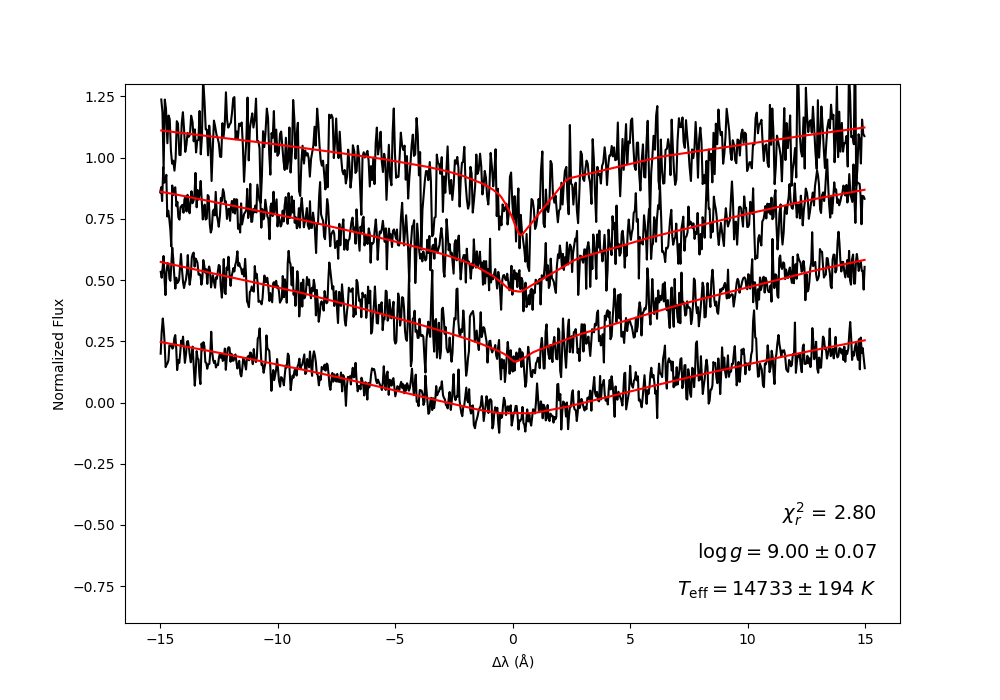 1.25
1.00
0.75
0.50
0.25
0.00
−0.25
−0.50
−0.75
Normalized Flux
χ²ᵣ = 2.80
log g = 9.00 ± 0.07
T_eff = 14733 ± 194 K
−15 −10 −5 0 5 10 15
Δλ (Å)